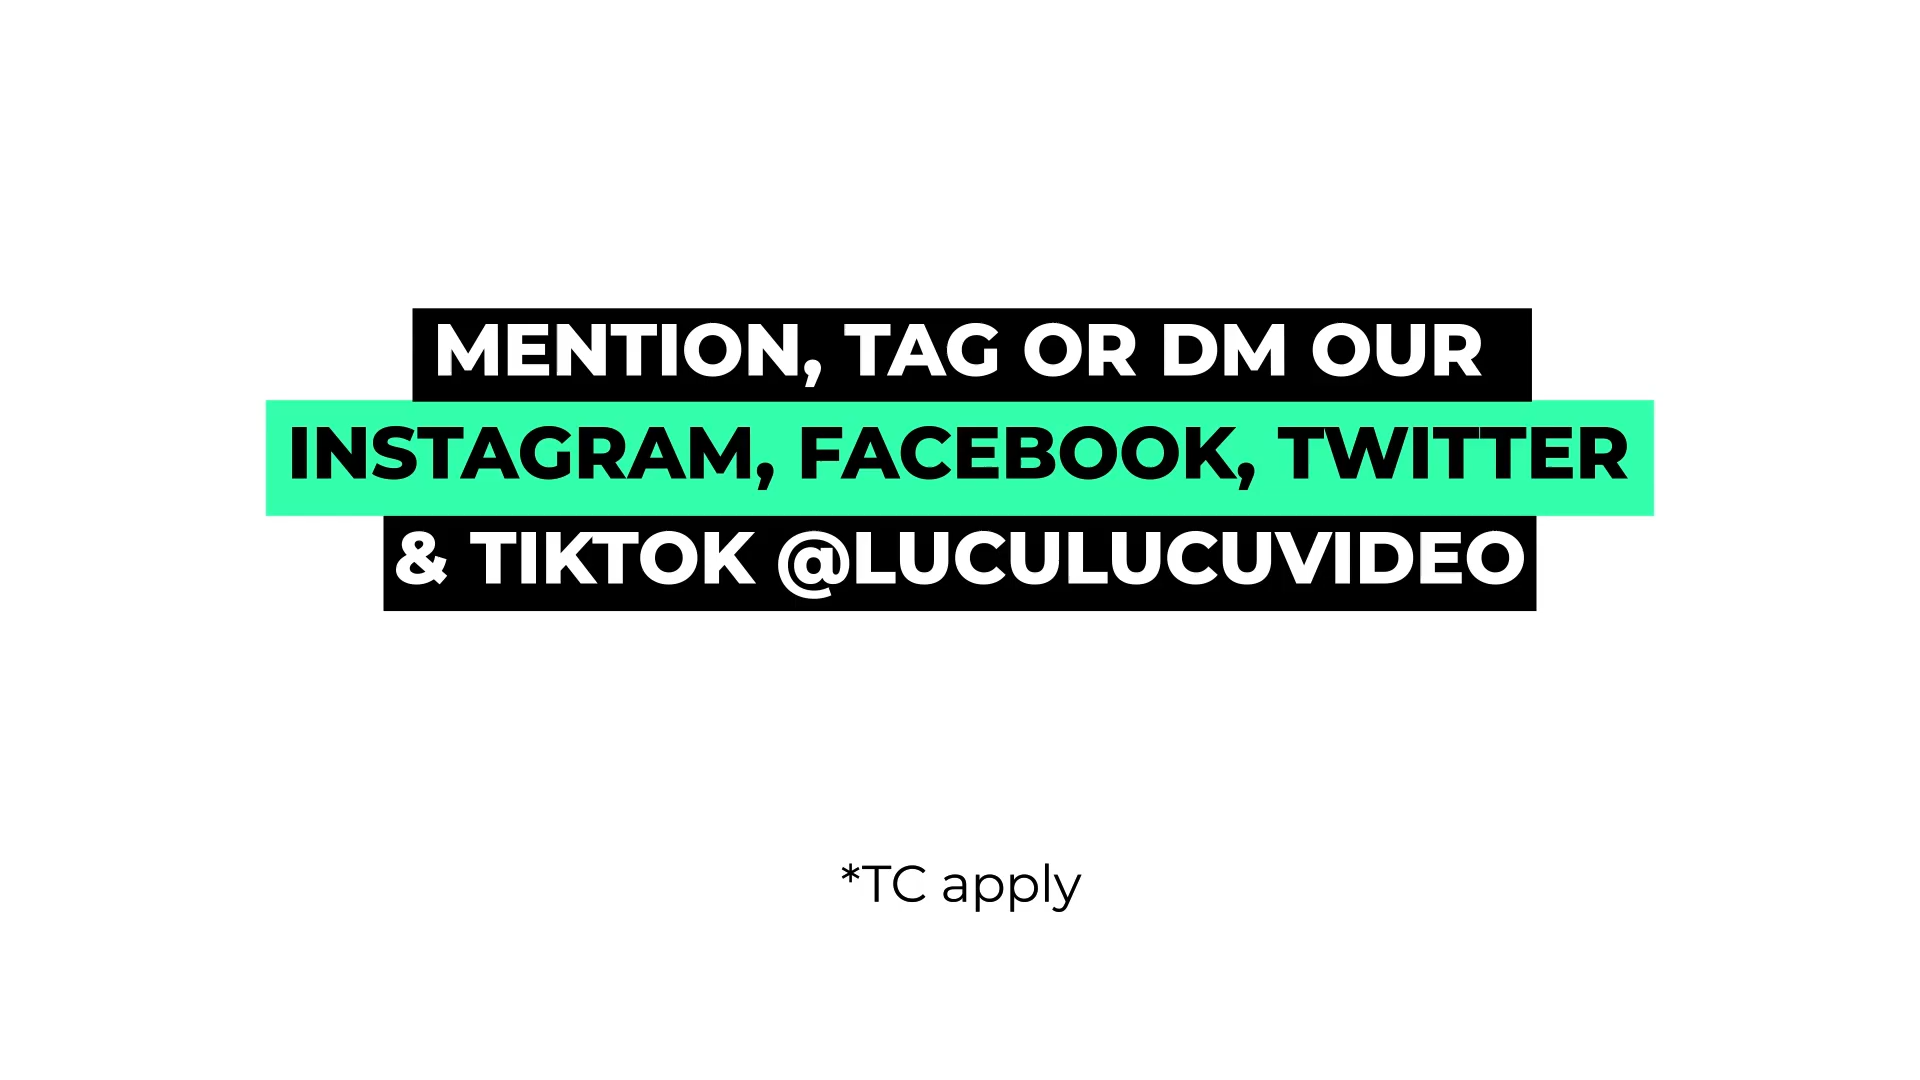 MENTION, TAG OR DM OUR
INSTAGRAM, FACEBOOK, TWITTER
& TIKTOK @LUCULUCUVIDEO
*TC apply